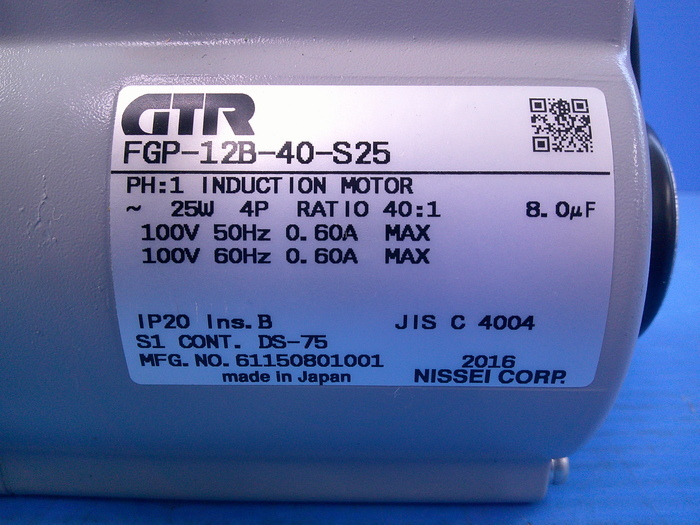 GTR
FGP-12B-40-S25
PH:1 INDUCTION MOTOR
~ 25W 4P RATIO 40:1 8.0µF
100V 50Hz 0.60A MAX
100V 60Hz 0.60A MAX
IP20 Ins.B JIS C 4004
S1 CONT. DS-75
MFG.NO.61150801001 2016
made in Japan NISSEI CORP.